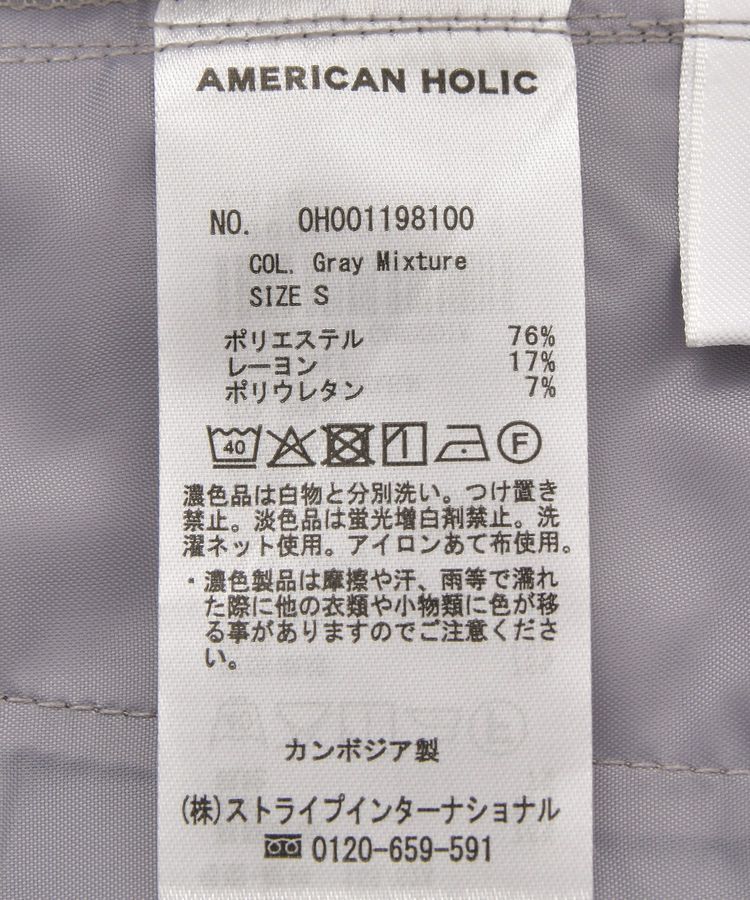 AMERICAN HOLIC
NO. OH001198100
COL. Gray Mixture
SIZE S
ポリエステル 76%
レーヨン 17%
ポリウレタン 7%
40 F
濃色品は白物と分別洗い。つけ置き
禁止。淡色品は蛍光増白剤禁止。洗
濯ネット使用。アイロンあて布使用。
・濃色製品は摩擦や汗、雨等で濡れ
た際に他の衣類や小物類に色が移
る事がありますのでご注意くださ
い。
カンボジア製
(株)ストライプインターナショナル
0120-659-591